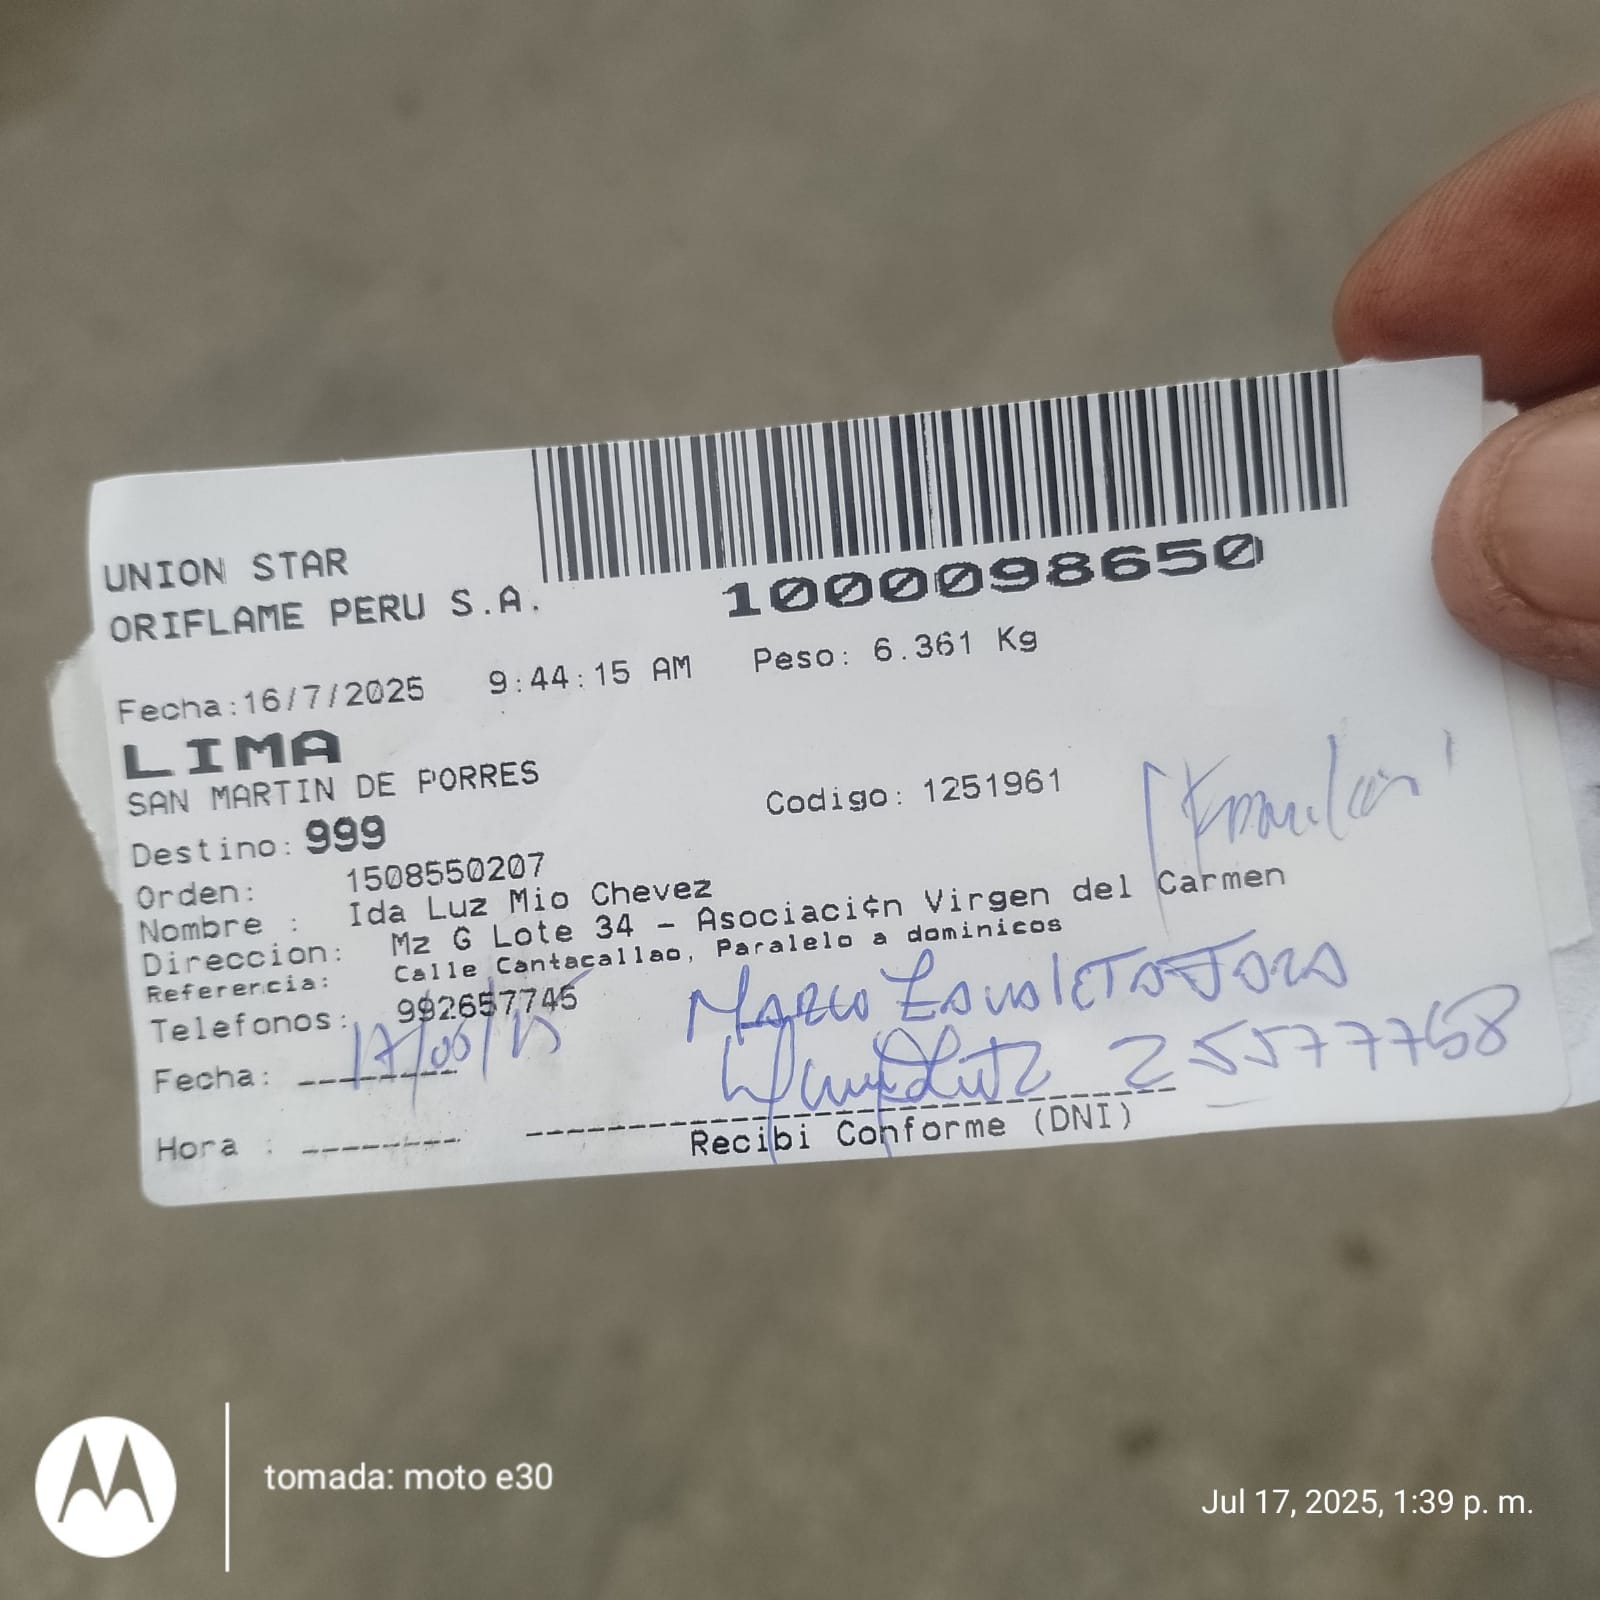 UNION STAR
ORIFLAME PERU S.A.
1000098650
Fecha:16/7/2025 9:44:15 AM Peso: 6.361 Kg
LIMA
SAN MARTIN DE PORRES
Destino: 999 Codigo: 1251961
Orden: 1508550207
Nombre : Ida Luz Mio Chevez
Direccion: Mz G Lote 34 - Asociaci¢n Virgen del Carmen
Referencia: Calle Cantacallao, Paralelo a dominicos
Telefonos: 992657745
Fecha:
25577768
Hora :
Recibi Conforme (DNI)
tomada: moto e30
Jul 17, 2025, 1:39 p. m.